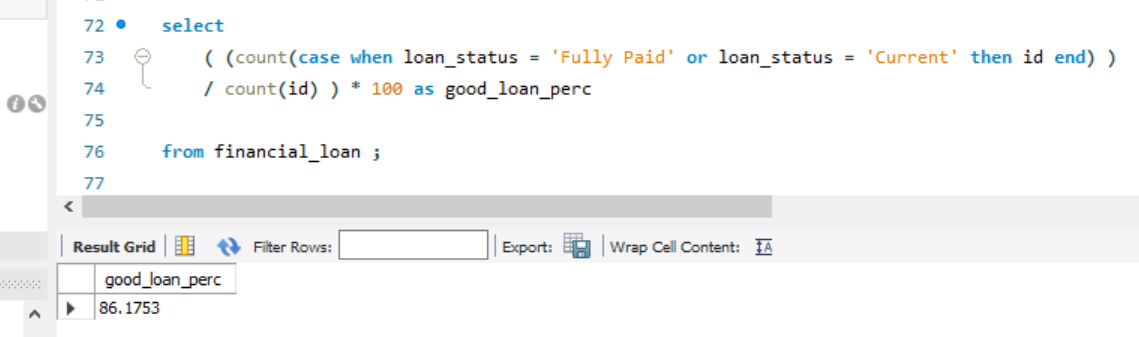 72 select
73 ( (count(case when loan_status = 'Fully Paid' or loan_status = 'Current' then id end) )
74 / count(id) ) * 100 as good_loan_perc
75
76 from financial_loan ;
77
Result Grid Filter Rows: Export: Wrap Cell Content: IA
good_loan_perc
86.1753